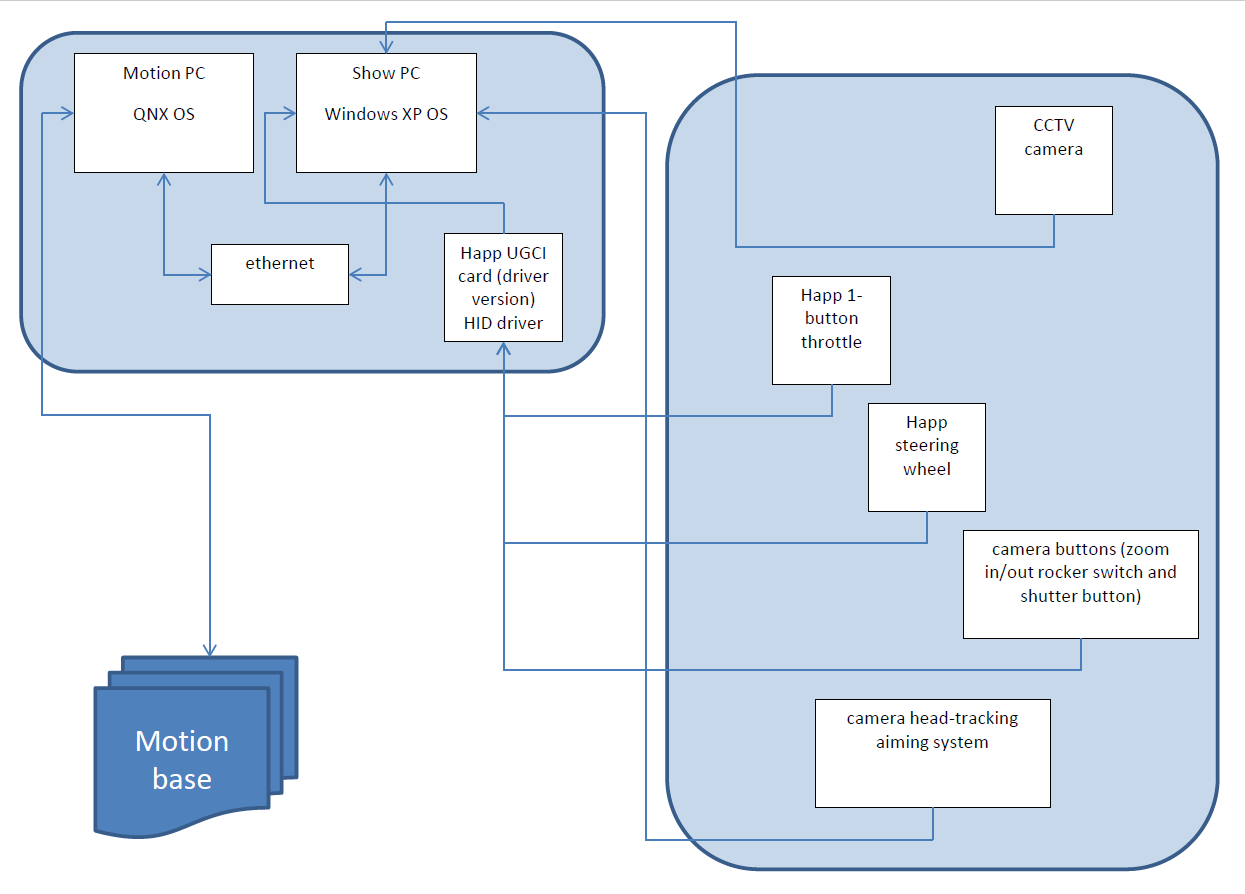 Motion PC
QNX OS
Show PC
Windows XP OS
ethernet
Happ UGCI
card (driver
version)
HID driver
CCTV
camera
Happ 1-
button
throttle
Happ
steering
wheel
camera buttons (zoom
in/out rocker switch and
shutter button)
camera head-tracking
aiming system
Motion
base